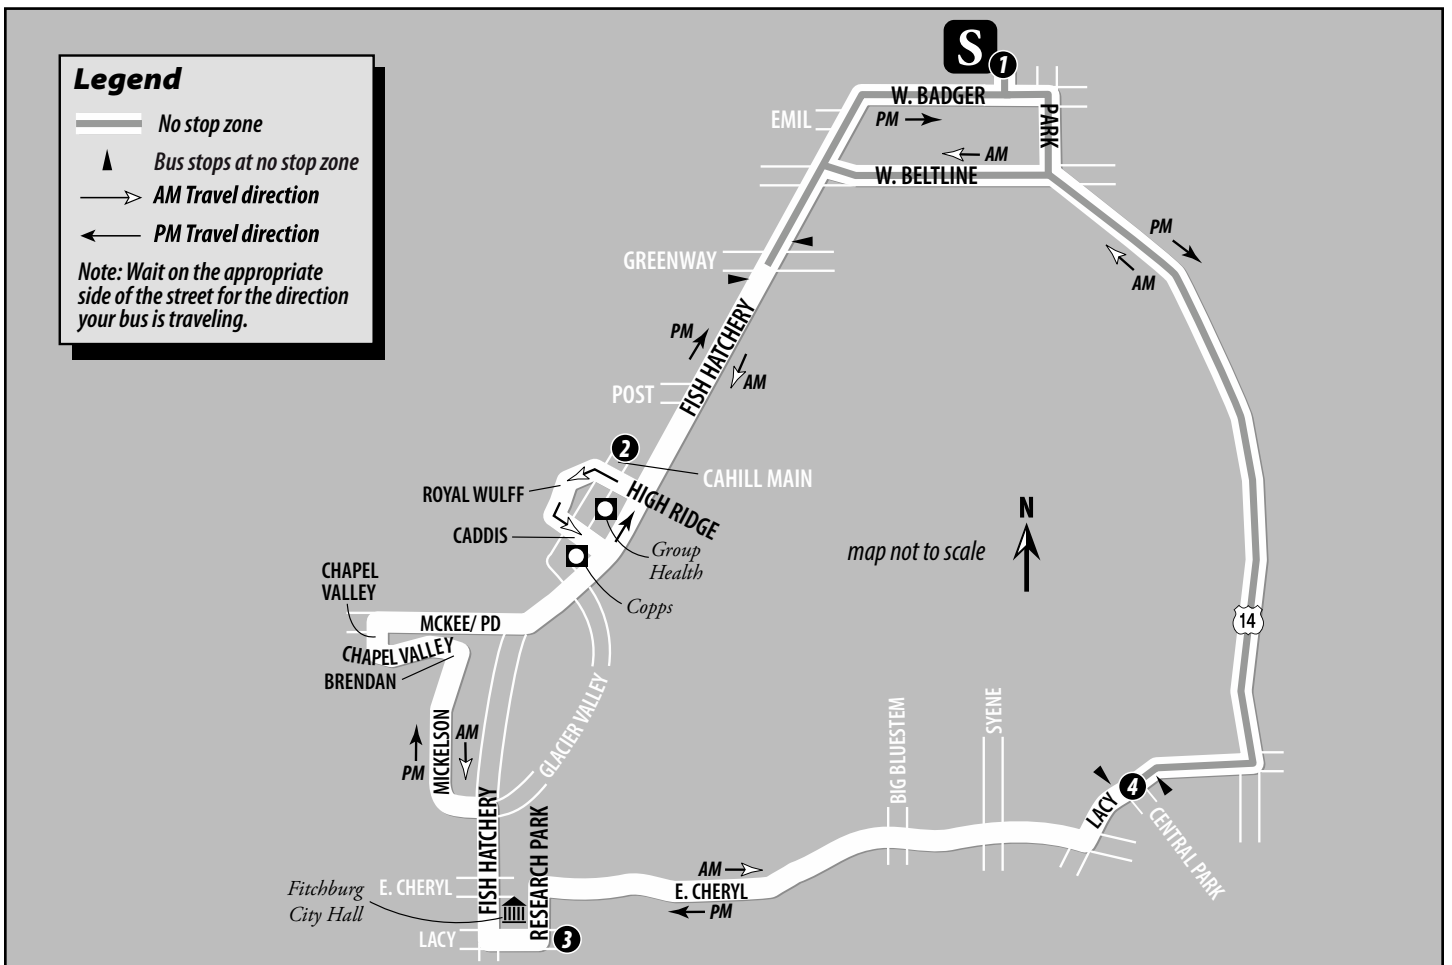 Legend
No stop zone
Bus stops at no stop zone
AM Travel direction
PM Travel direction
Note: Wait on the appropriate
side of the street for the direction
your bus is traveling.
S
1
W. BADGER
EMIL
PM
PARK
AM
W. BELTLINE
PM
AM
GREENWAY
FISH HATCHERY
PM
AM
POST
2
CAHILL MAIN
ROYAL WULFF
HIGH RIDGE
CADDIS
Group
Health
Copps
N
map not to scale
CHAPEL
VALLEY
MCKEE/ PD
CHAPEL VALLEY
BRENDAN
14
MICKELSON
AM
PM
GLACIER VALLEY
BIG BLUESTEM
SYENE
LACY
4
CENTRAL PARK
FISH HATCHERY
RESEARCH PARK
AM
E. CHERYL
PM
E. CHERYL
Fitchburg
City Hall
LACY
3